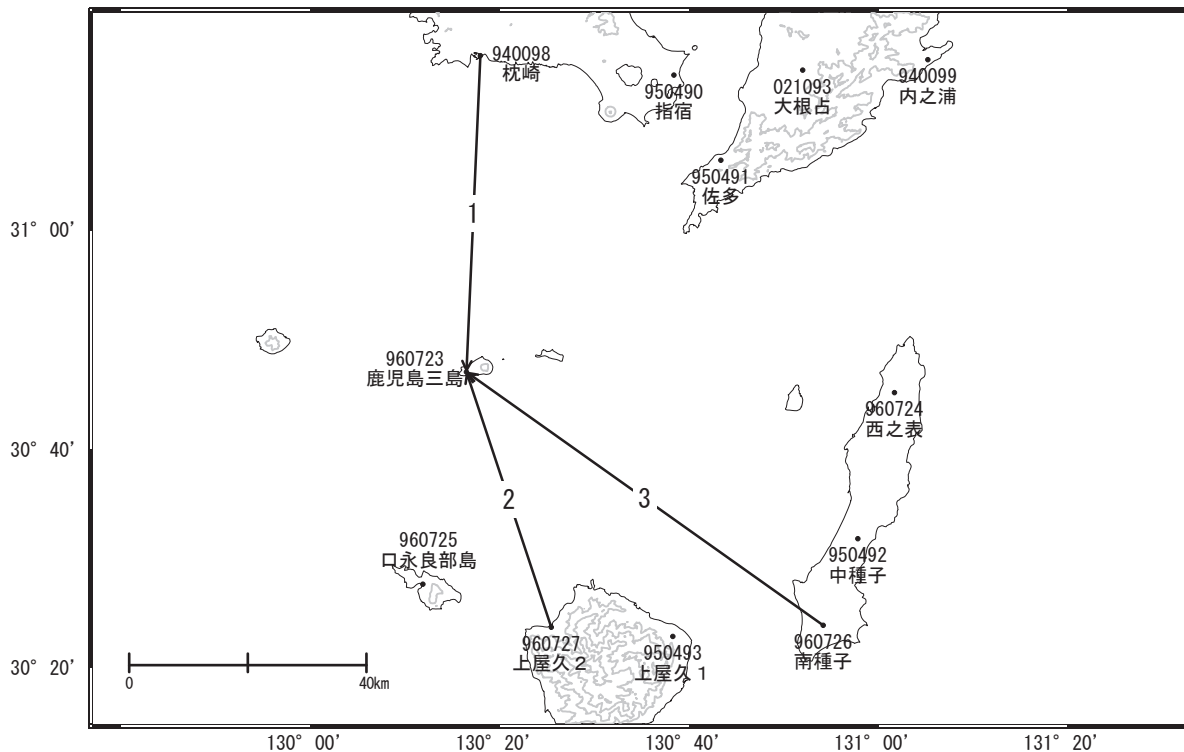 940098
枕崎
950490
指宿
021093
大根占
940099
内之浦
950491
佐多
1
31° 00'
960723
鹿児島三島
960724
西之表
30° 40'
2
3
960725
口永良部島
950492
中種子
960727
上屋久２
950493
上屋久１
960726
南種子
30° 20'
0
40km
130° 00'
130° 20'
130° 40'
131° 00'
131° 20'